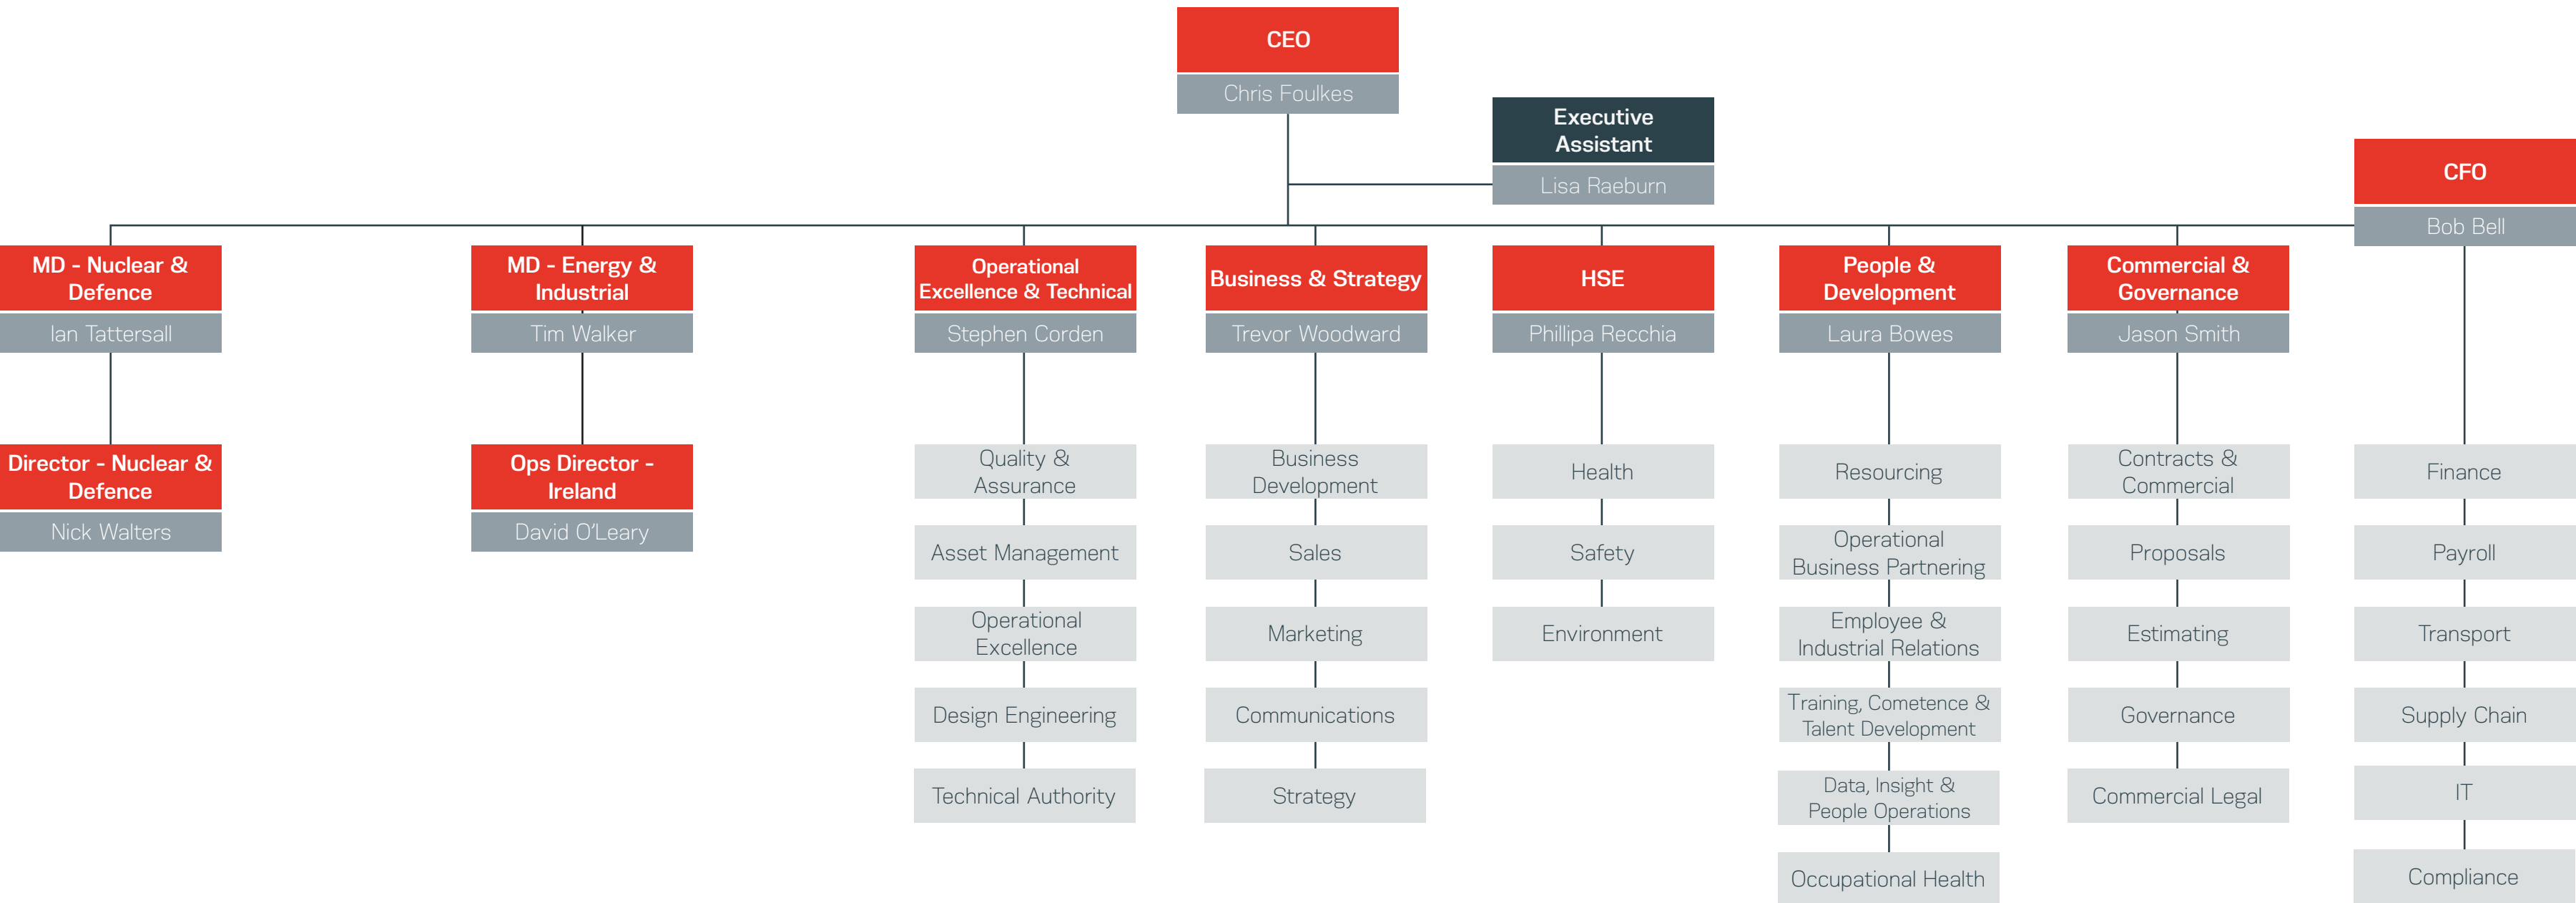 CEO
Chris Foulkes
Executive
Assistant
Lisa Raeburn
CFO
Bob Bell
MD - Nuclear &
Defence
Ian Tattersall
MD - Energy &
Industrial
Tim Walker
Operational
Excellence & Technical
Stephen Corden
Business & Strategy
Trevor Woodward
HSE
Phillipa Recchia
People &
Development
Laura Bowes
Commercial &
Governance
Jason Smith
Director - Nuclear &
Defence
Nick Walters
Ops Director -
Ireland
David O'Leary
Quality &
Assurance
Asset Management
Operational
Excellence
Design Engineering
Technical Authority
Business
Development
Sales
Marketing
Communications
Strategy
Health
Safety
Environment
Resourcing
Operational
Business Partnering
Employee &
Industrial Relations
Training, Cometence &
Talent Development
Data, Insight &
People Operations
Occupational Health
Contracts &
Commercial
Proposals
Estimating
Governance
Commercial Legal
Finance
Payroll
Transport
Supply Chain
IT
Compliance